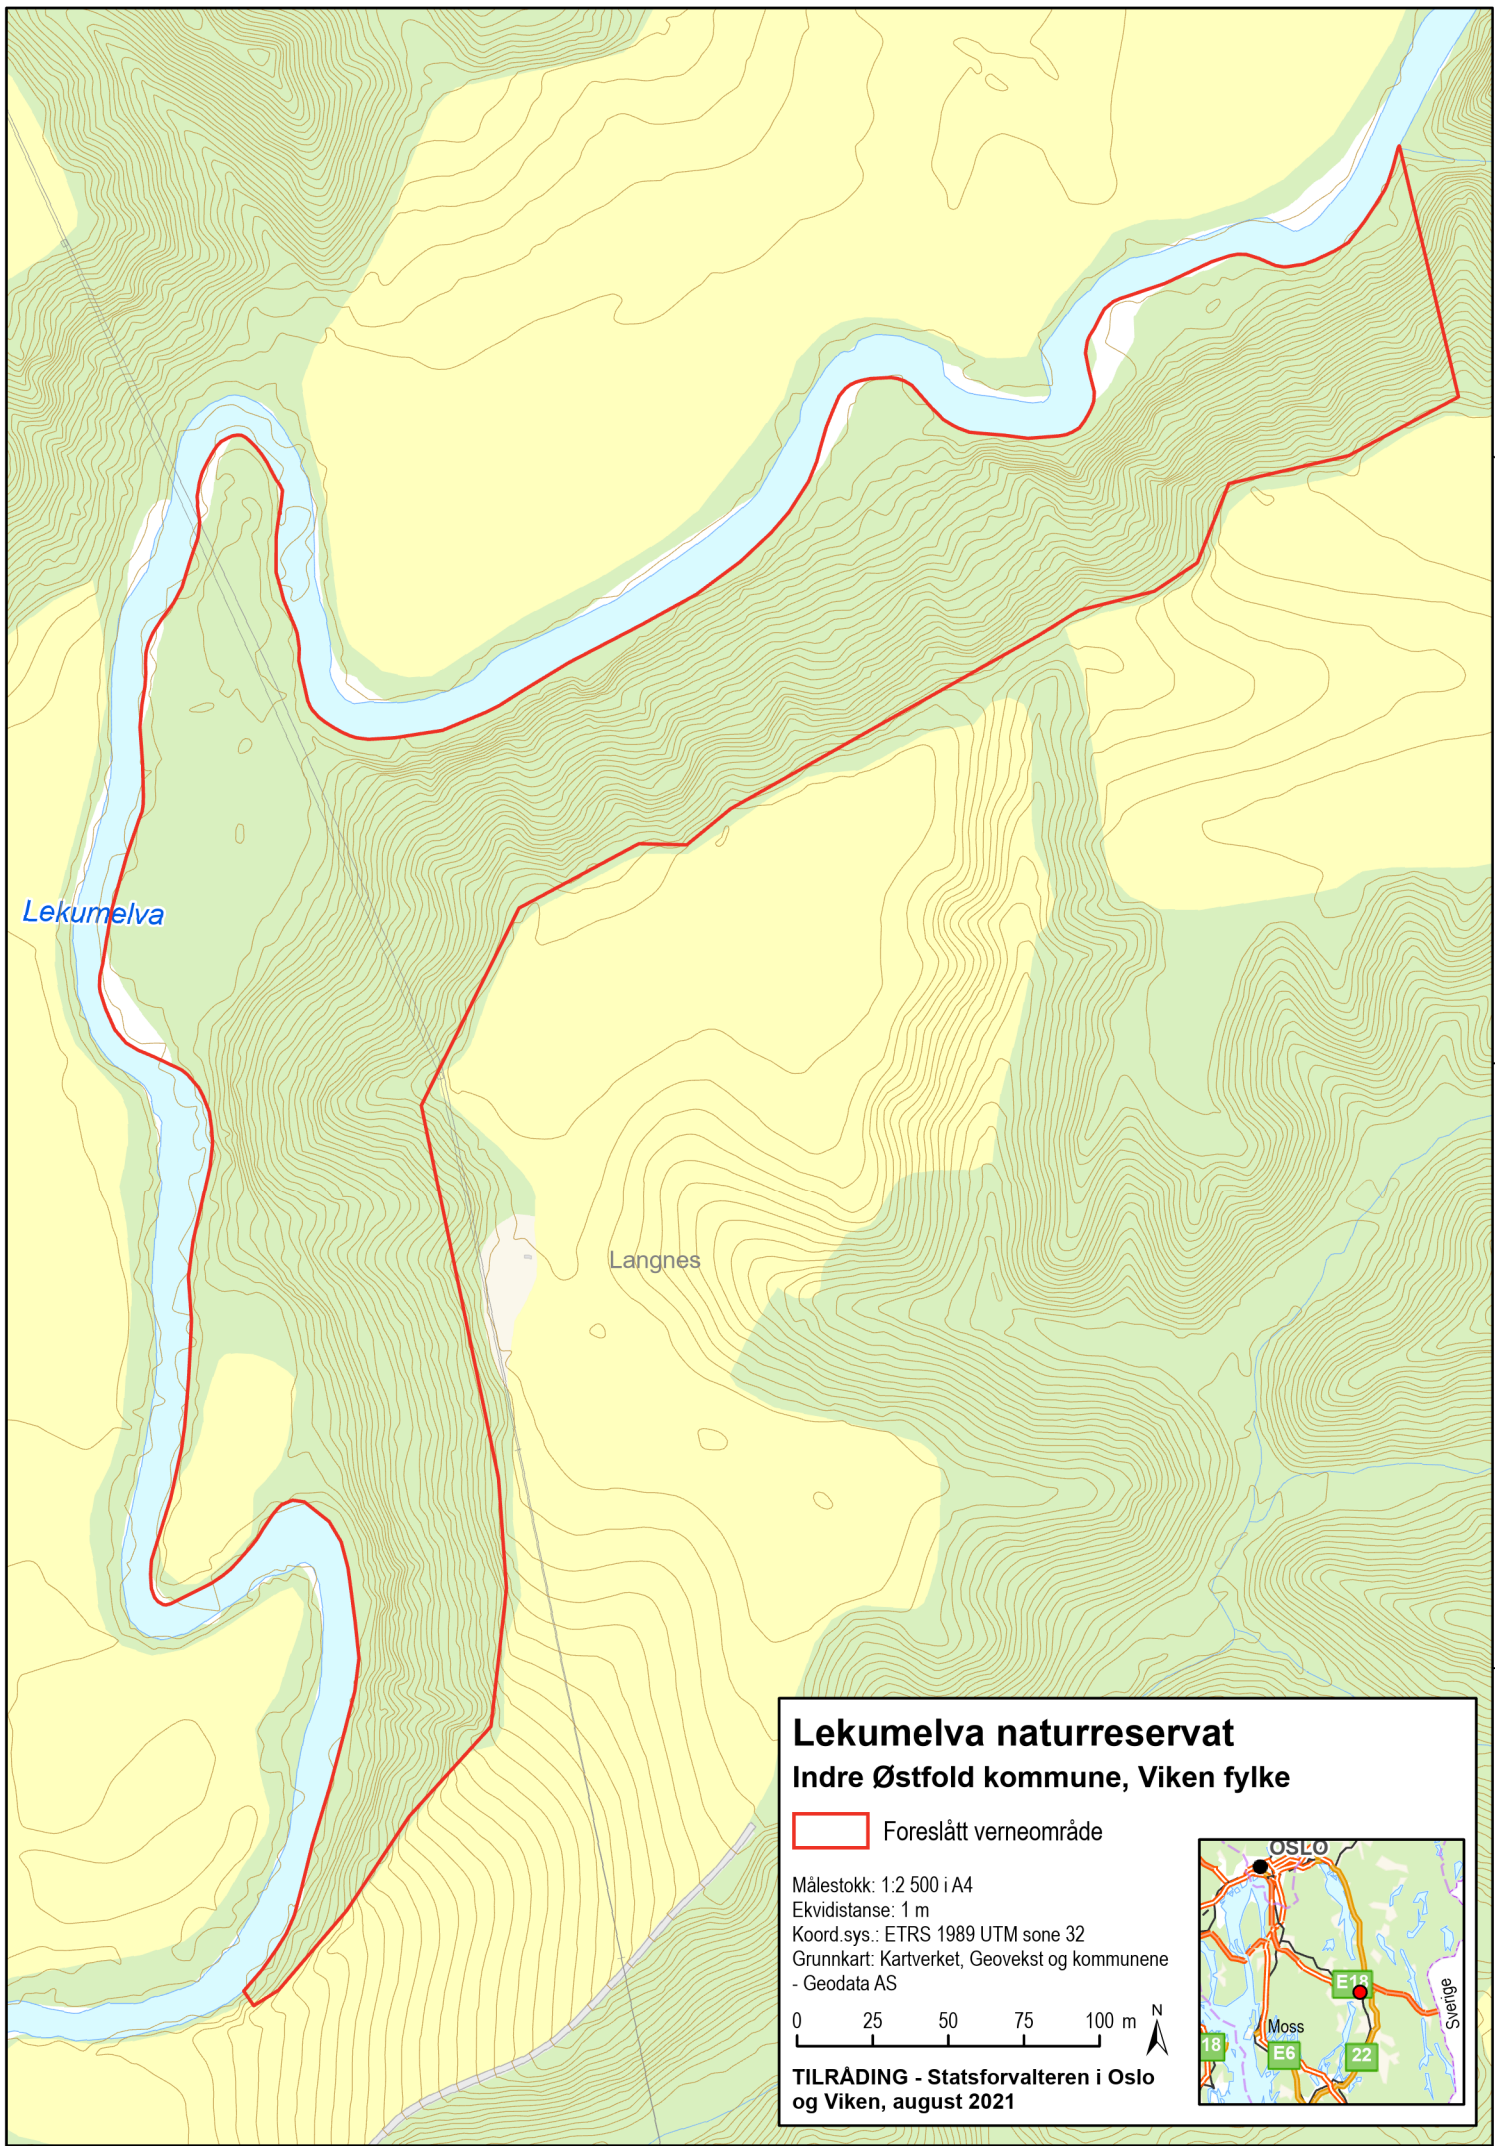 Lekumelva
Langnes
Lekumelva naturreservat
Indre Østfold kommune, Viken fylke
Foreslått verneområde
Målestokk: 1:2 500 i A4
Ekvidistanse: 1 m
Koord.sys.: ETRS 1989 UTM sone 32
Grunnkart: Kartverket, Geovekst og kommunene
- Geodata AS
0 25 50 75 100 m
N
TILRÅDING - Statsforvalteren i Oslo
og Viken, august 2021
OSLO
E18
Sverige
Moss
18
E6
22